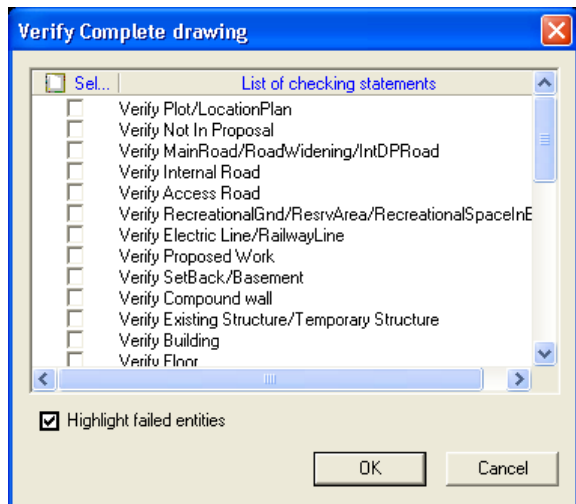 Verify Complete drawing
Sel... List of checking statements
Verify Plot/LocationPlan
Verify Not In Proposal
Verify MainRoad/RoadWidening/IntDPRoad
Verify Internal Road
Verify Access Road
Verify RecreationalGnd/ResrvArea/RecreationalSpaceInE
Verify Electric Line/RailwayLine
Verify Proposed Work
Verify SetBack/Basement
Verify Compound wall
Verify Existing Structure/Temporary Structure
Verify Building
Verify Floor
Highlight failed entities
OK Cancel